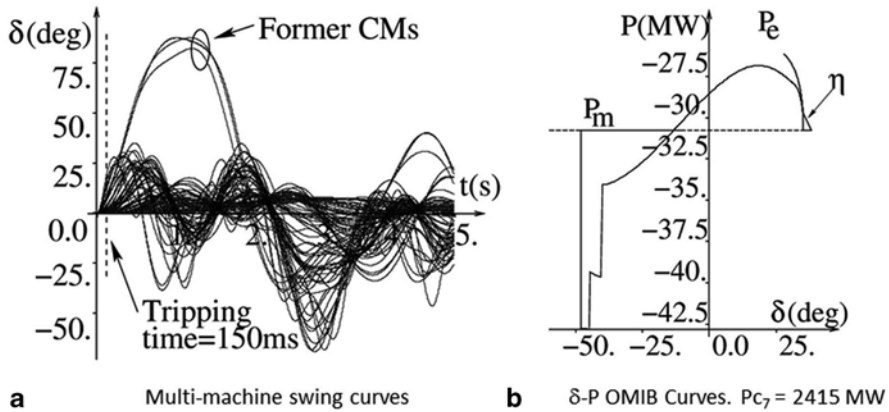 δ(deg)
Former CMs
75.
50.
25.
t(s)
0.0
2.
5.
−25.
−50.
Tripping
time=150ms
a
Multi-machine swing curves
P(MW)
Pe
−27.5
η
Pm
−30.
−32.5
−35.
−37.5
−40.
−42.5
δ(deg)
−50.
−25.
0.0
25.
b
δ-P OMIB Curves. Pc7 = 2415 MW